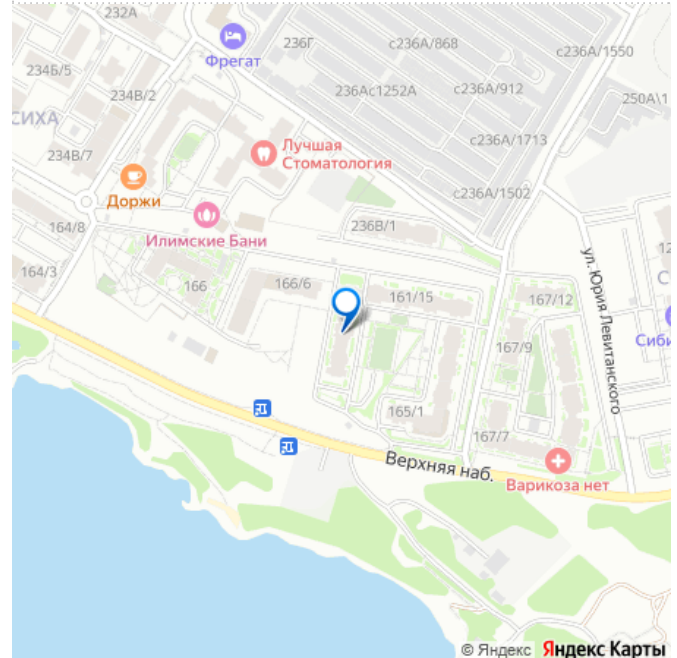 232А
236Г
с236А/868
с236А/1550
Фрегат
234Б/5
236Ас1252А
с236А/912
234В/2
250А\1
СИХА
с236А/1713
Лучшая
Стоматология
234В/7
Доржи
с236А/1502
164/8
Илимские Бани
236В/1
164/3
166
166/6
161/15
167/12
ул. Юрия Левитанского
12
С
167/9
Сиби
165/1
167/7
Верхняя наб.
Варикоза нет
© Яндекс Яндекс Карты